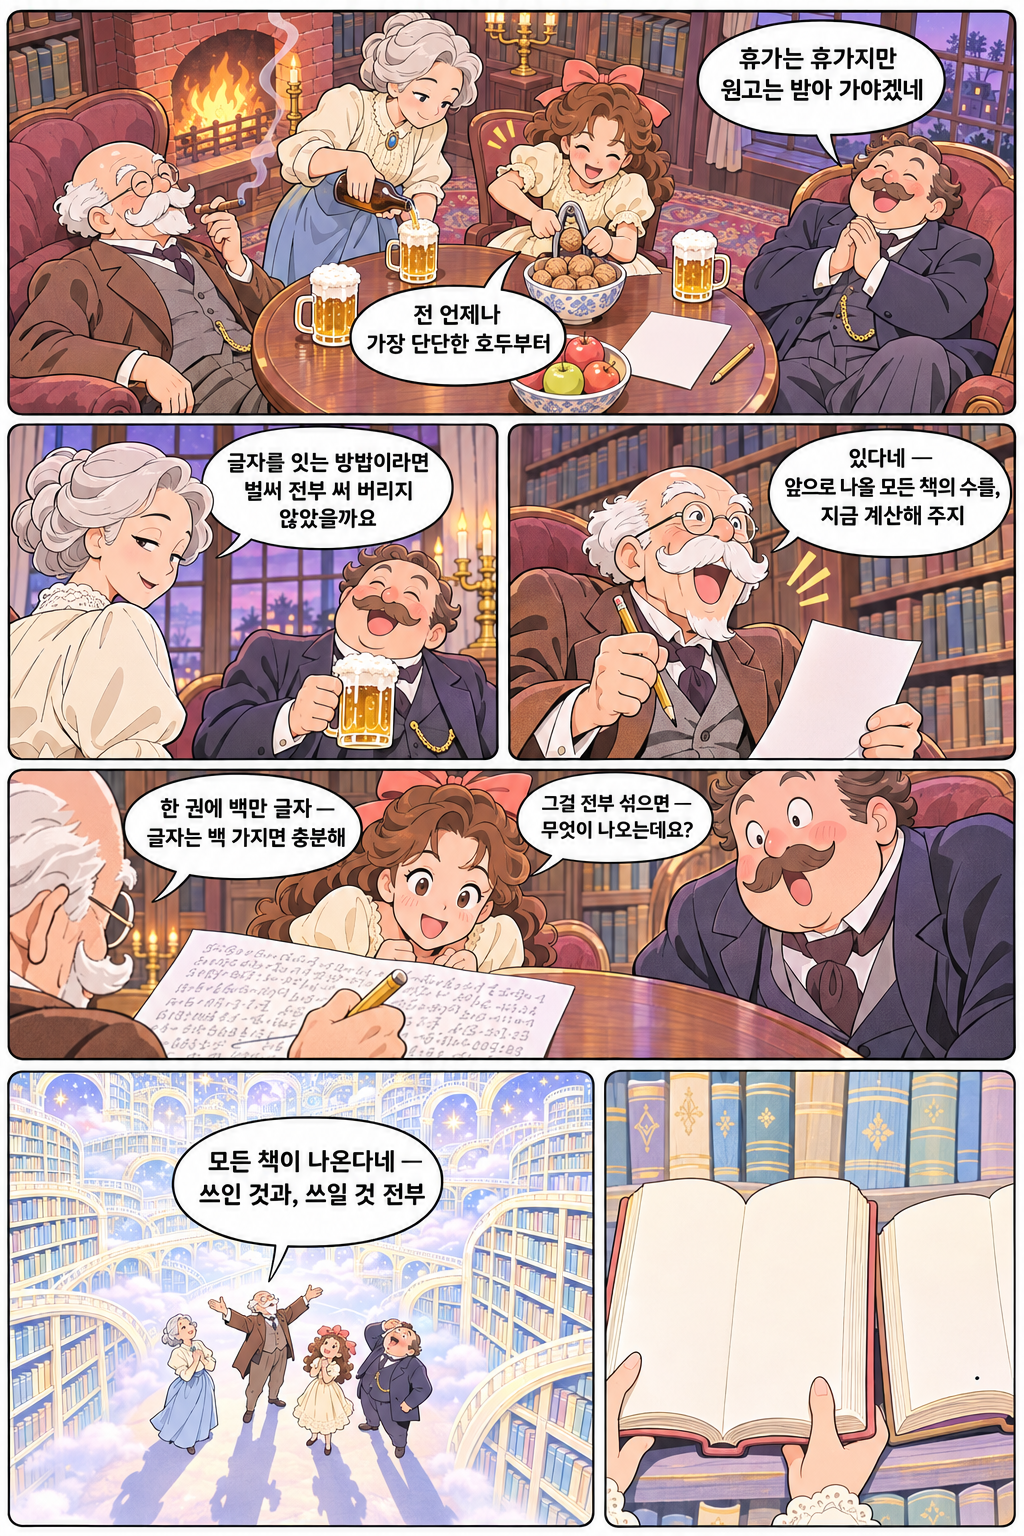 휴가는 휴가지만
원고는 받아 가야겠네
전 언제나
가장 단단한 호두부터
글자를 잇는 방법이라면
벌써 전부 써 버리지
않았을까요
있다네 —
앞으로 나올 모든 책의 수를,
지금 계산해 주지
한 권에 백만 글자 —
글자는 백 가지면 충분해
그걸 전부 섞으면 —
무엇이 나오는데요?
모든 책이 나온다네 —
쓰인 것과, 쓰일 것 전부